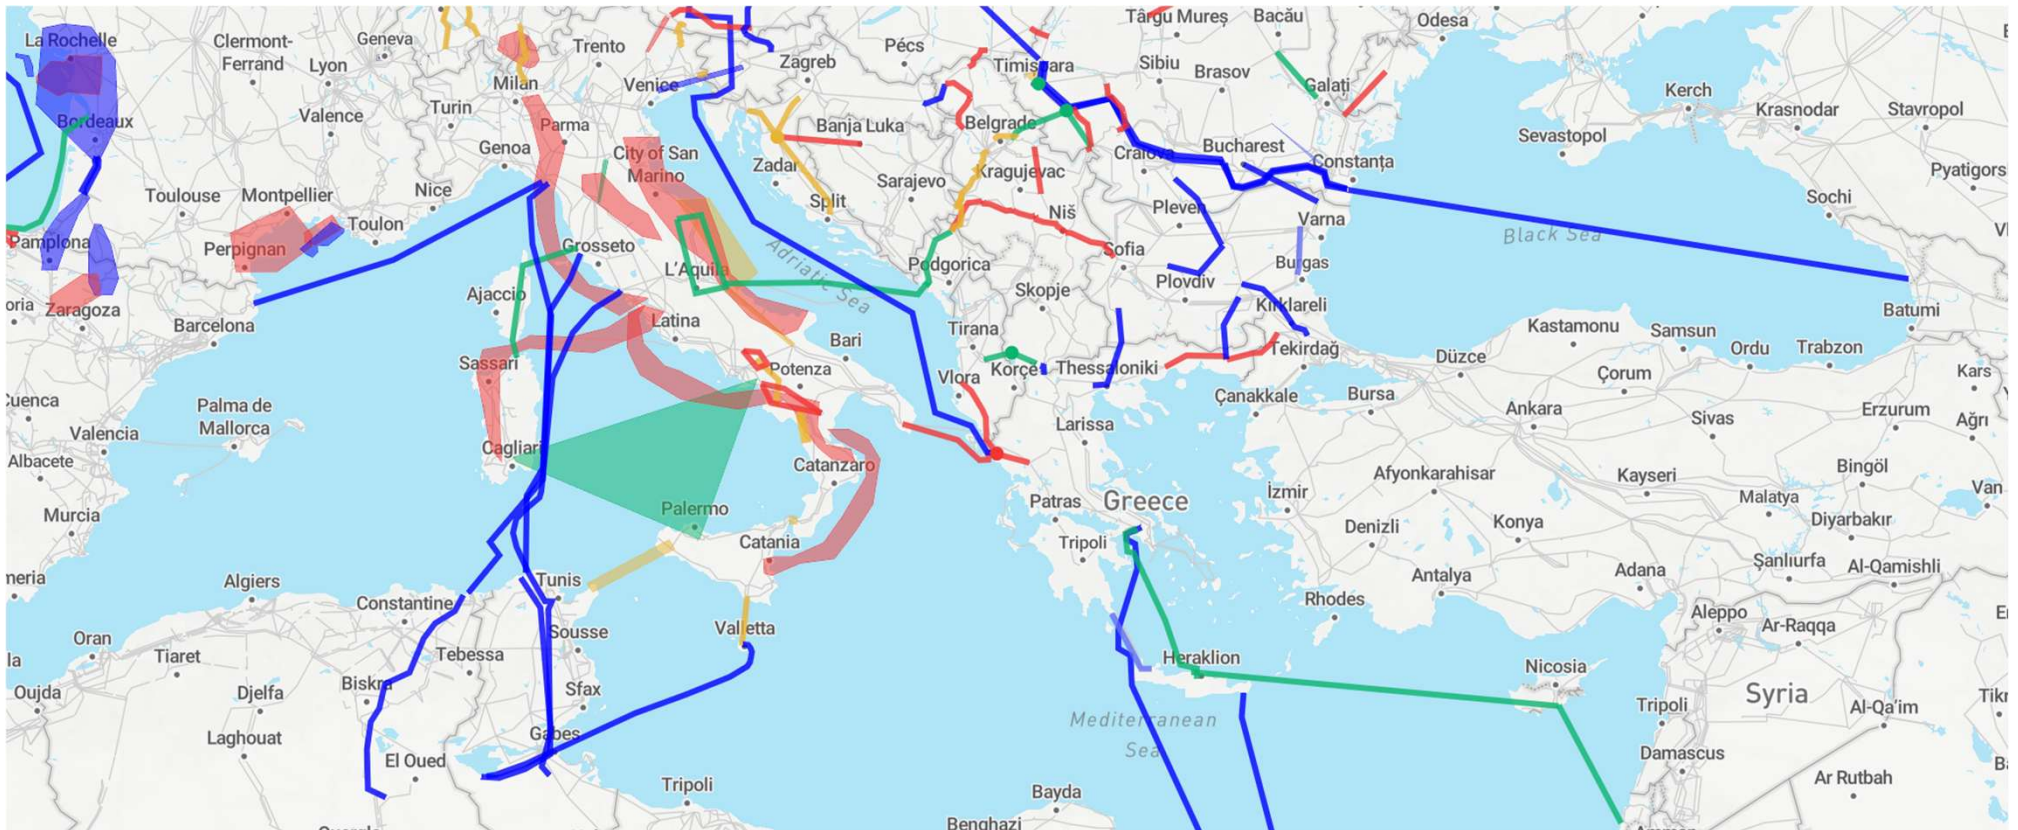 Târgu Mureș
Bacău
Odesa
La Rochelle
Clermont-
Ferrand
Geneva
Lyon
Trento
Milan
Venice
Zagreb
Pécs
Timișoara
Sibiu
Brasov
Galați
Kerch
Krasnodar
Stavropol
Bordeaux
Valence
Turin
Parma
Genoa
City of San
Marino
Banja Luka
Zadar
Belgrade
Craiova
Bucharest
Constanța
Sevastopol
Pyatigors
Toulouse
Montpellier
Nice
Toulon
Split
Sarajevo
Kragujevac
Niš
Pleven
Varna
Sochi
Pamplona
Perpignan
Grosseto
L'Aquila
Adriatic Sea
Podgorica
Sofia
Black Sea
Burgas
Plovdiv
Skopje
oria
Zaragoza
Barcelona
Ajaccio
Latina
Bari
Tirana
Kırklareli
Tekirdağ
Batumi
Kastamonu
Samsun
Ordu
Trabzon
Düzce
Sassari
Potenza
Vlora
Korçë
Thessaloniki
Çanakkale
Bursa
Çorum
Kars
Cuenca
Palma de
Mallorca
Valencia
Albacete
Cagliari
Catanzaro
Larissa
Ankara
Sivas
Erzurum
Ağrı
Afyonkarahisar
Kayseri
Bingöl
Van
Murcia
Palermo
Catania
Patras
Greece
Tripoli
İzmir
Denizli
Konya
Malatya
Diyarbakır
Şanlıurfa
Al-Qamishli
meria
Algiers
Constantine
Tunis
Antalya
Adana
Rhodes
Aleppo
Ar-Raqqa
Oran
Tiaret
Tebessa
Sousse
Valletta
Heraklion
Nicosia
Syria
la
Oujda
Djelfa
Biskra
Sfax
Tripoli
Al-Qa'im
Tikr
Laghouat
Gabes
Mediterranean
Sea
Damascus
El Oued
Tripoli
Bayda
Ar Rutbah
Benghazi